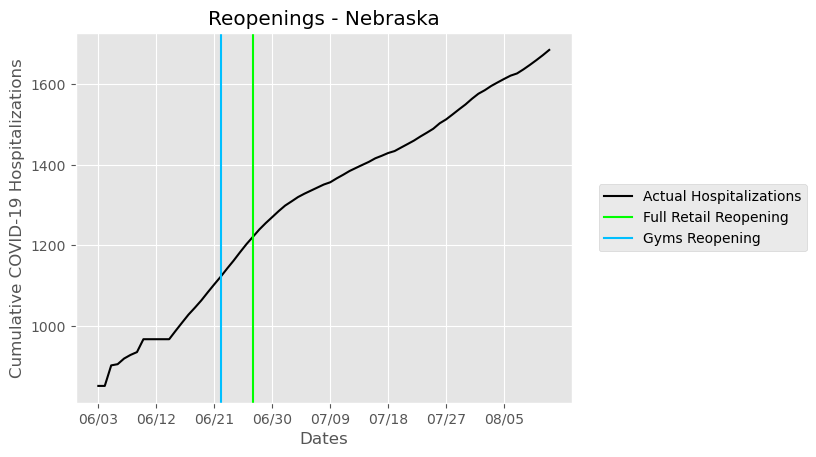 Reopenings - Nebraska
Cumulative COVID-19 Hospitalizations
1600
1400
1200
1000
06/03 06/12 06/21 06/30 07/09 07/18 07/27 08/05
Dates
Actual Hospitalizations
Full Retail Reopening
Gyms Reopening